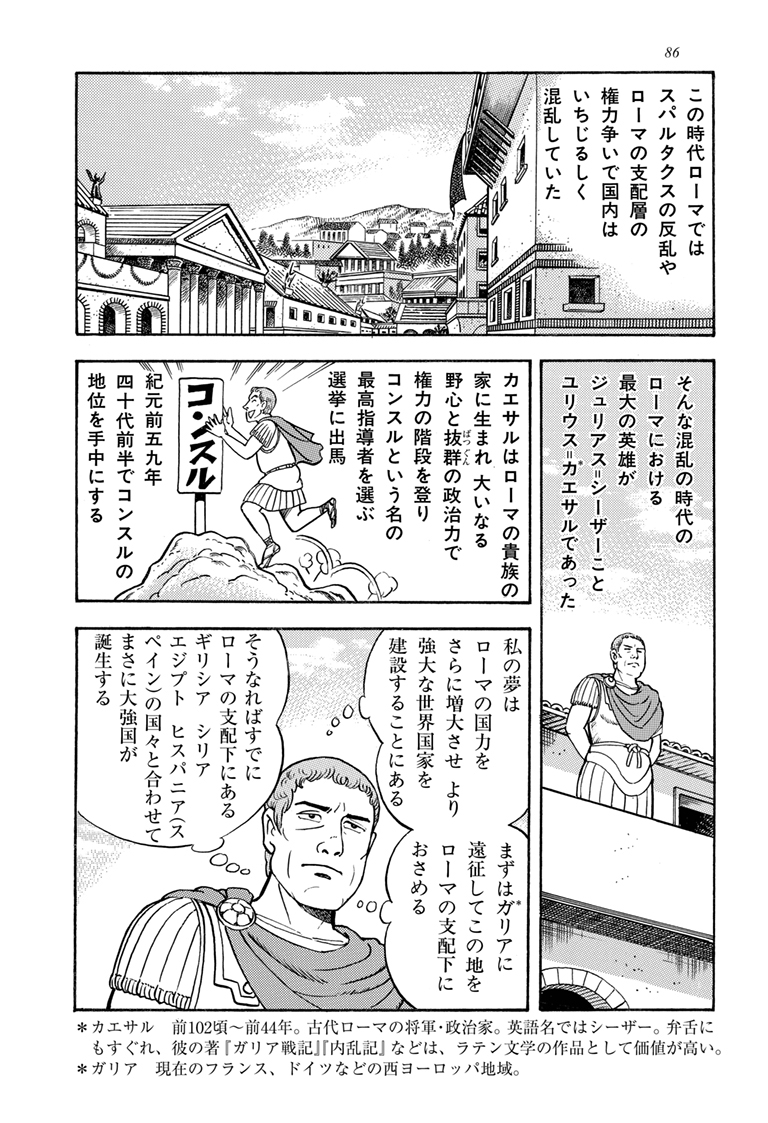 86
この時代ローマでは
スパルタクスの反乱や
ローマの支配層の
権力争いで国内は
いちじるしく
混乱していた
そんな混乱の時代の
ローマにおける
最大の英雄が
ジュリアス=シーザーこと
ユリウス=カエサル*であった
カエサルはローマの貴族の
家に生まれ 大いなる
野心と抜群の政治力で
ばつぐん
権力の階段を登り
コンスルという名の
最高指導者を選ぶ
選挙に出馬
コンスル
紀元前五九年
四十代前半でコンスルの
地位を手中にする
私の夢は
ローマの国力を
さらに増大させ より
強大な世界国家を
建設することにある
まずはガリア*に
遠征してこの地を
ローマの支配下に
おさめる
そうなればすでに
ローマの支配下にある
ギリシア シリア
エジプト ヒスパニア(ス
ペイン)の国々と合わせて
まさに大強国が
誕生する
*カエサル 前102頃〜前44年。古代ローマの将軍・政治家。英語名ではシーザー。弁舌に
もすぐれ、彼の著『ガリア戦記』『内乱記』などは、ラテン文学の作品として価値が高い。
*ガリア 現在のフランス、ドイツなどの西ヨーロッパ地域。